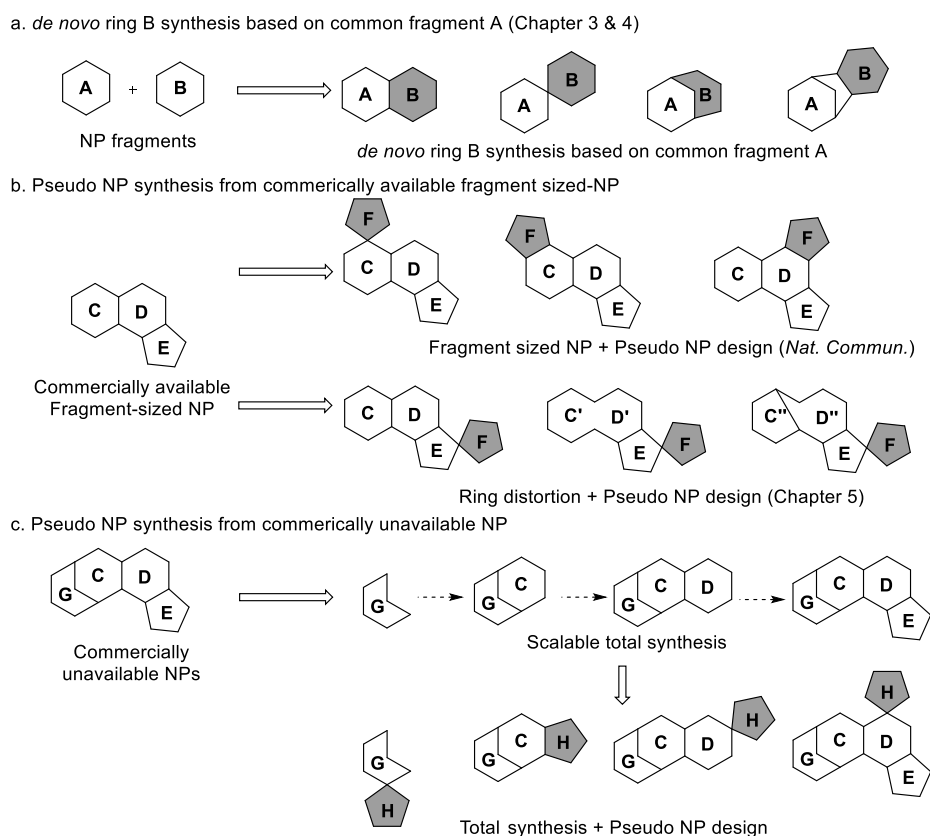 a. de novo ring B synthesis based on common fragment A (Chapter 3 & 4)
A + B A B A B A B A B
NP fragments
de novo ring B synthesis based on common fragment A
b. Pseudo NP synthesis from commerically available fragment sized-NP
F F F
C D E C D E C D E
C D E
Fragment sized NP + Pseudo NP design (Nat. Commun.)
Commercially available
Fragment-sized NP
C D E F C' D' E F C" D" E F
Ring distortion + Pseudo NP design (Chapter 5)
c. Pseudo NP synthesis from commerically unavailable NP
G C D E G G C G C D G C D E
Scalable total synthesis
Commercially
unavailable NPs
G H G C H G C D H G C D E H
Total synthesis + Pseudo NP design